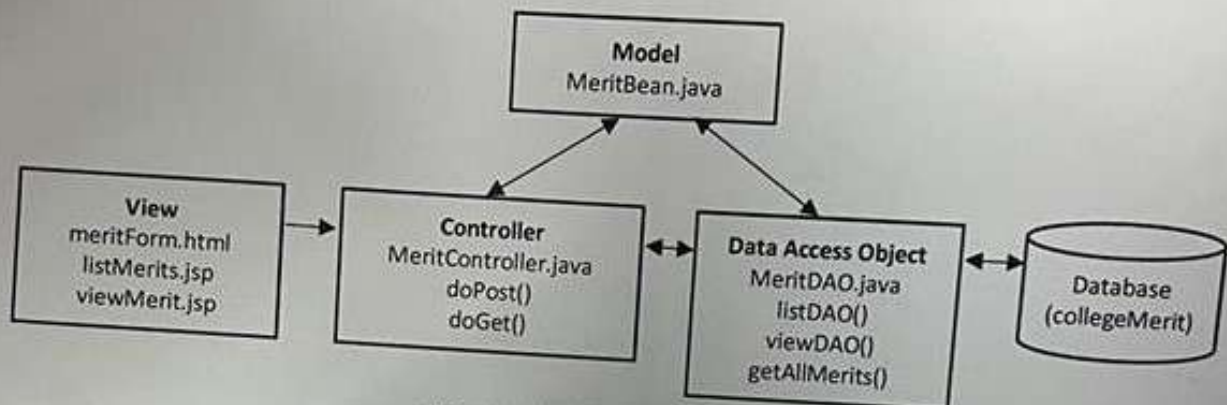 Model
MeritBean.java
View
meritForm.html
listMerits.jsp
viewMerit.jsp
Controller
MeritController.java
doPost()
doGet()
Data Access Object
MeritDAO.java
listDAO()
viewDAO()
getAllMerits()
Database
(collegeMerit)